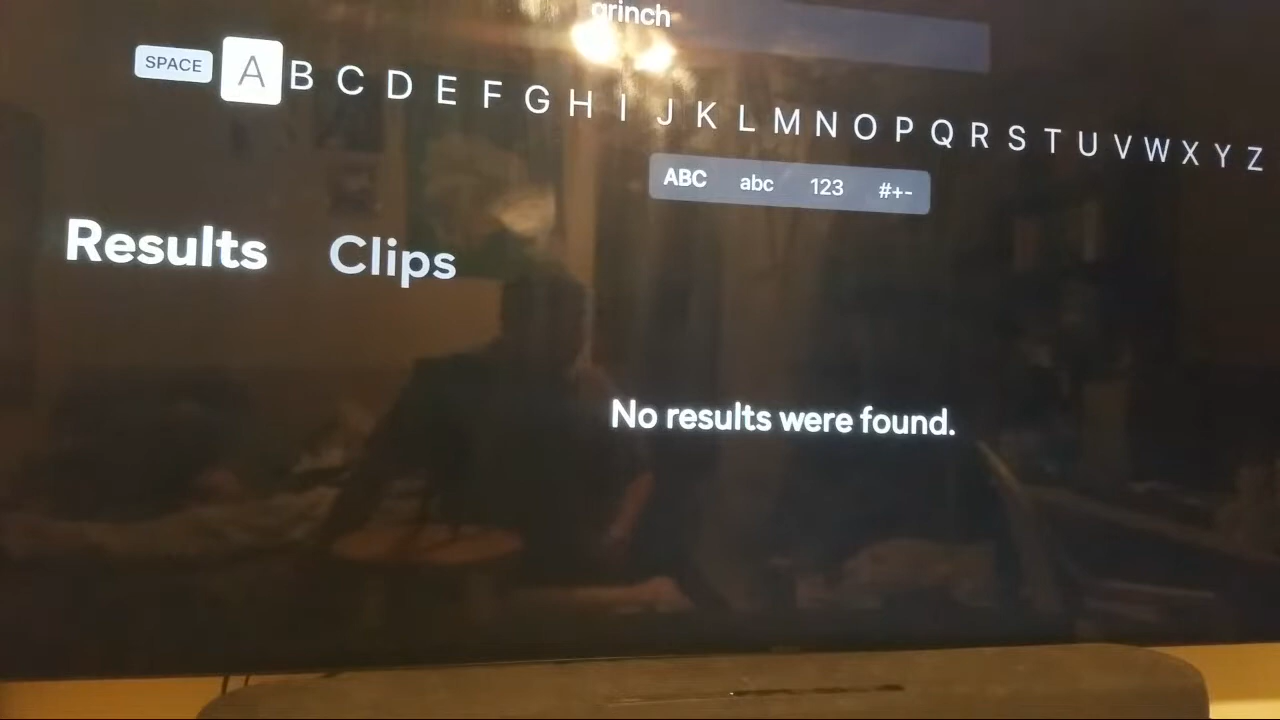 grinch
SPACE A B C D E F G H I J K L M N O P Q R S T U V W X Y Z
ABC abc 123 #+-
Results Clips
No results were found.